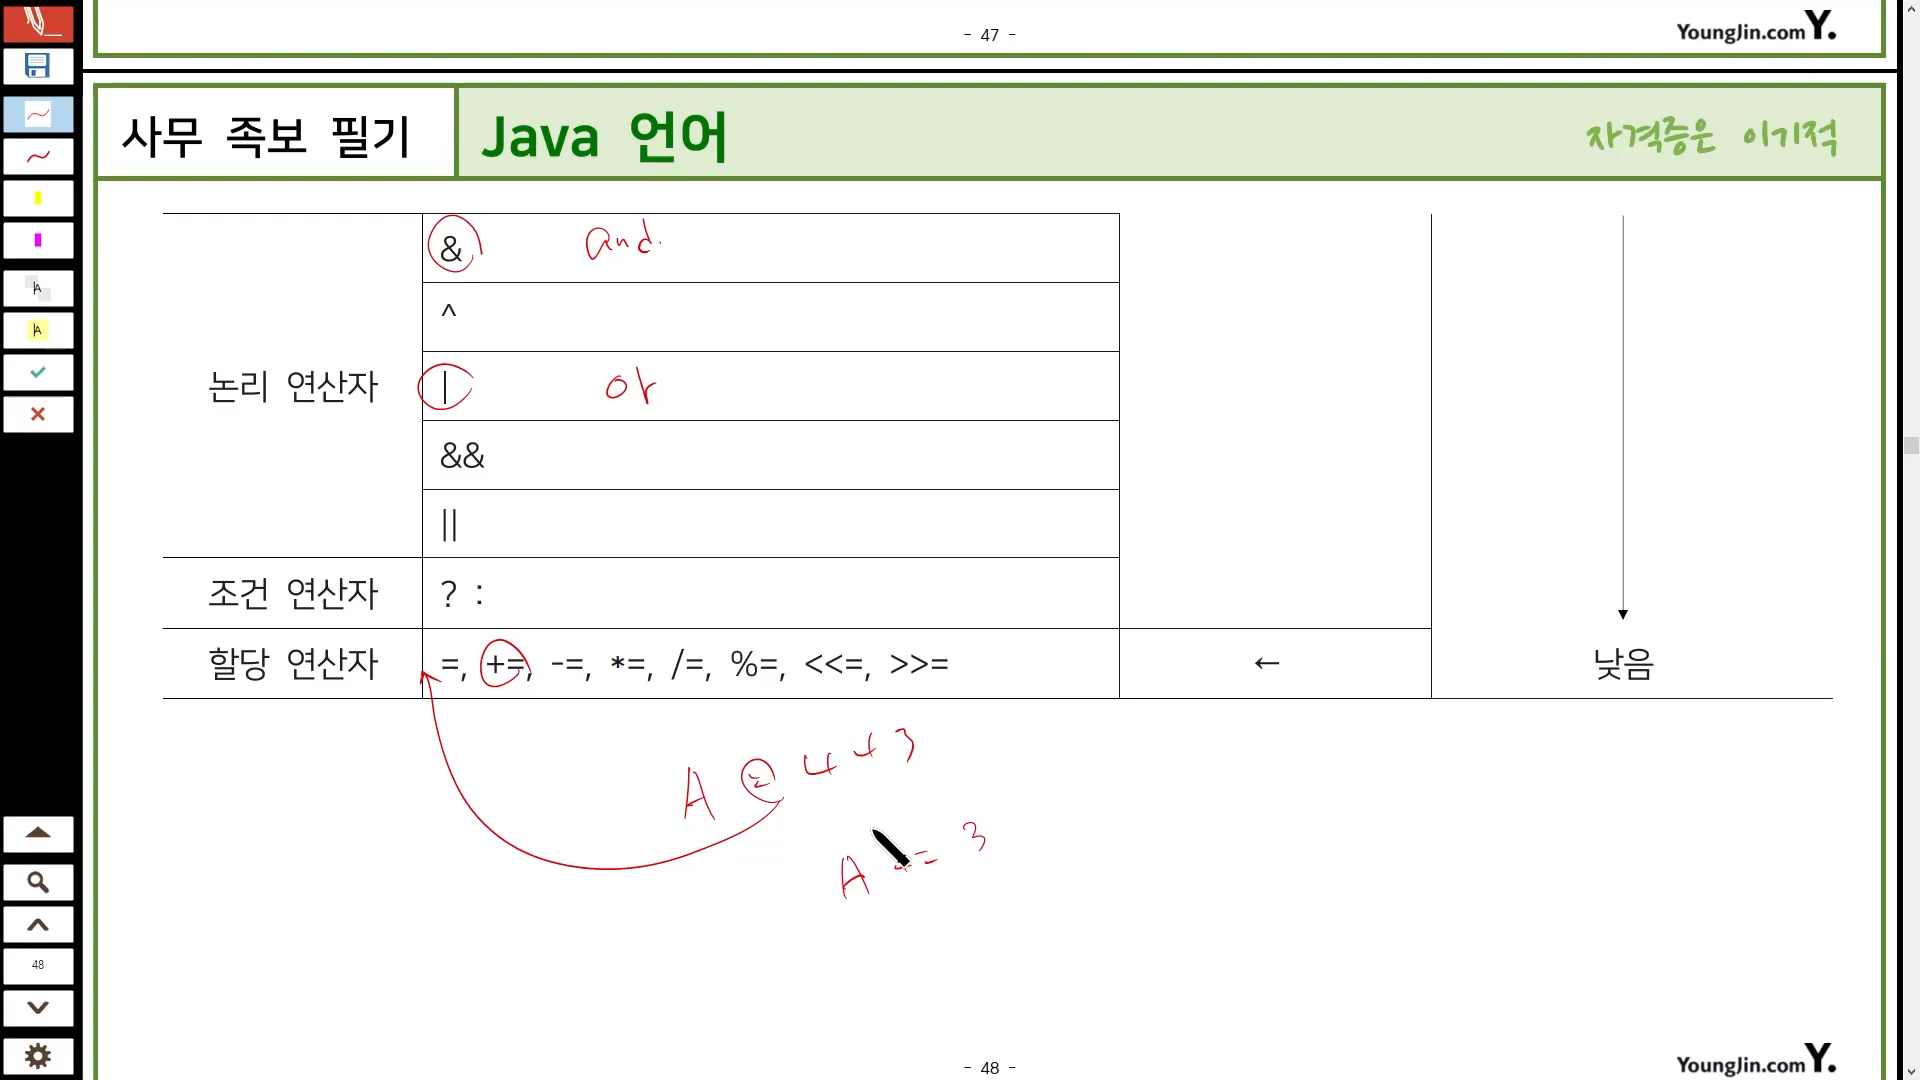 - 47 -
YoungJin.com Y.
사무 족보 필기
Java 언어
자격증은 이기적
논리 연산자
& and.
^
| or
&&
||
조건 연산자 ? :
할당 연산자 =, +=, -=, *=, /=, %=, <<=, >>= ← 낮음
A = 4 + 3
A += 3
48
- 48 -
YoungJin.com Y.